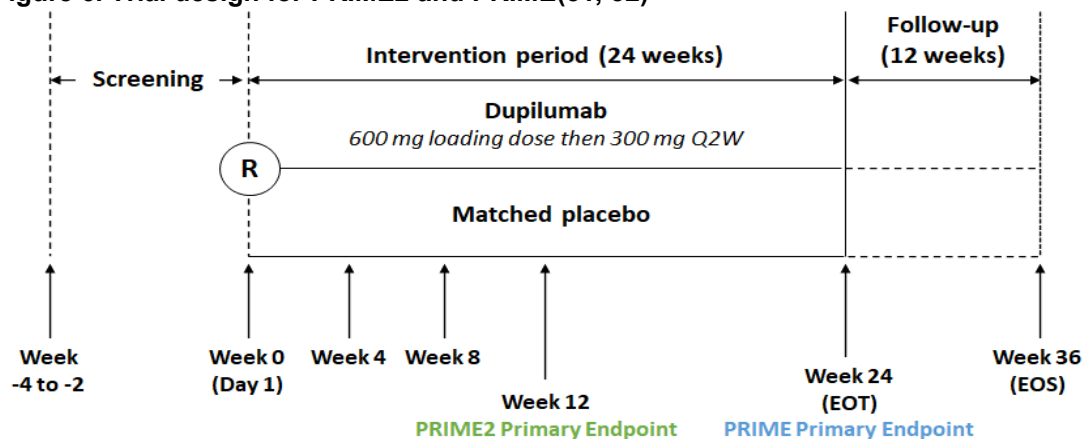 Screening
Intervention period (24 weeks)
Follow-up
(12 weeks)
Dupilumab
600 mg loading dose then 300 mg Q2W
R
Matched placebo
Week
-4 to -2
Week 0
(Day 1)
Week 4
Week 8
Week 12
PRIME2 Primary Endpoint
Week 24
(EOT)
PRIME Primary Endpoint
Week 36
(EOS)